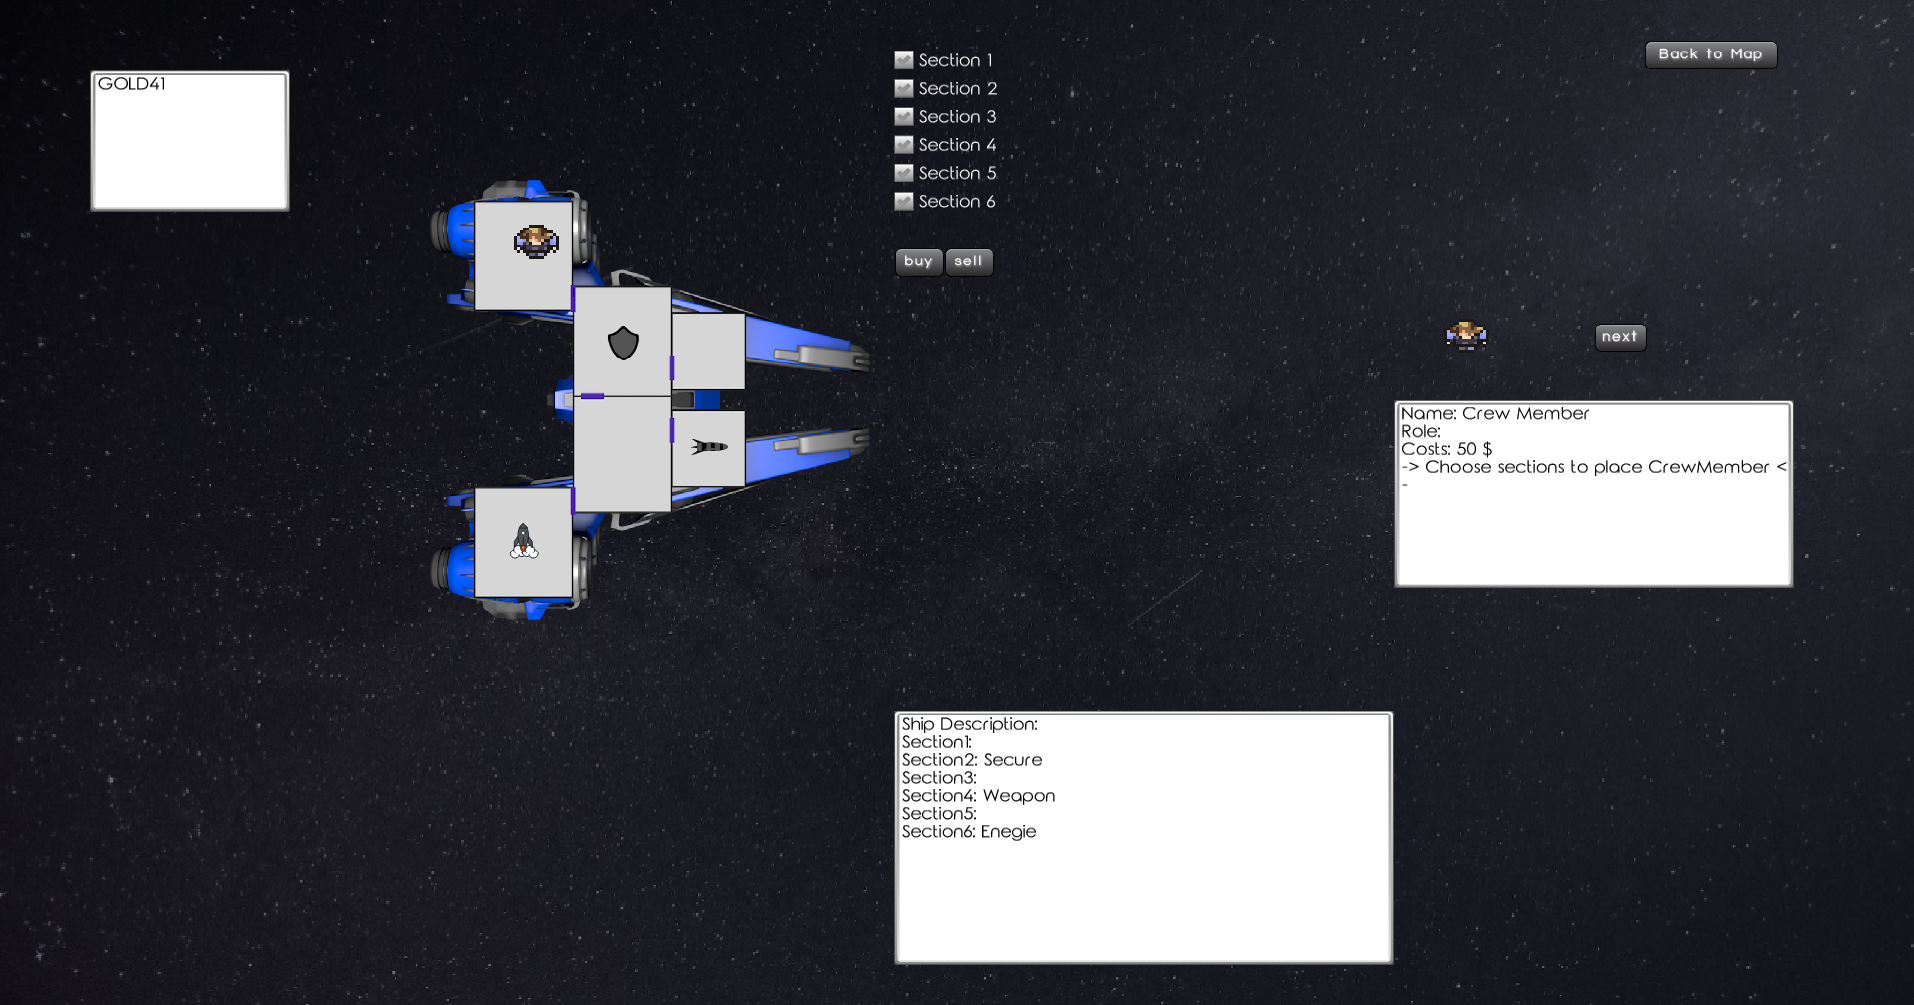 GOLD41
Section 1
Section 2
Section 3
Section 4
Section 5
Section 6
Back to Map
buy
sell
next
Name: Crew Member
Role:
Costs: 50 $
-> Choose sections to place CrewMember <
-
Ship Description:
Section1:
Section2: Secure
Section3:
Section4: Weapon
Section5:
Section6: Enegie